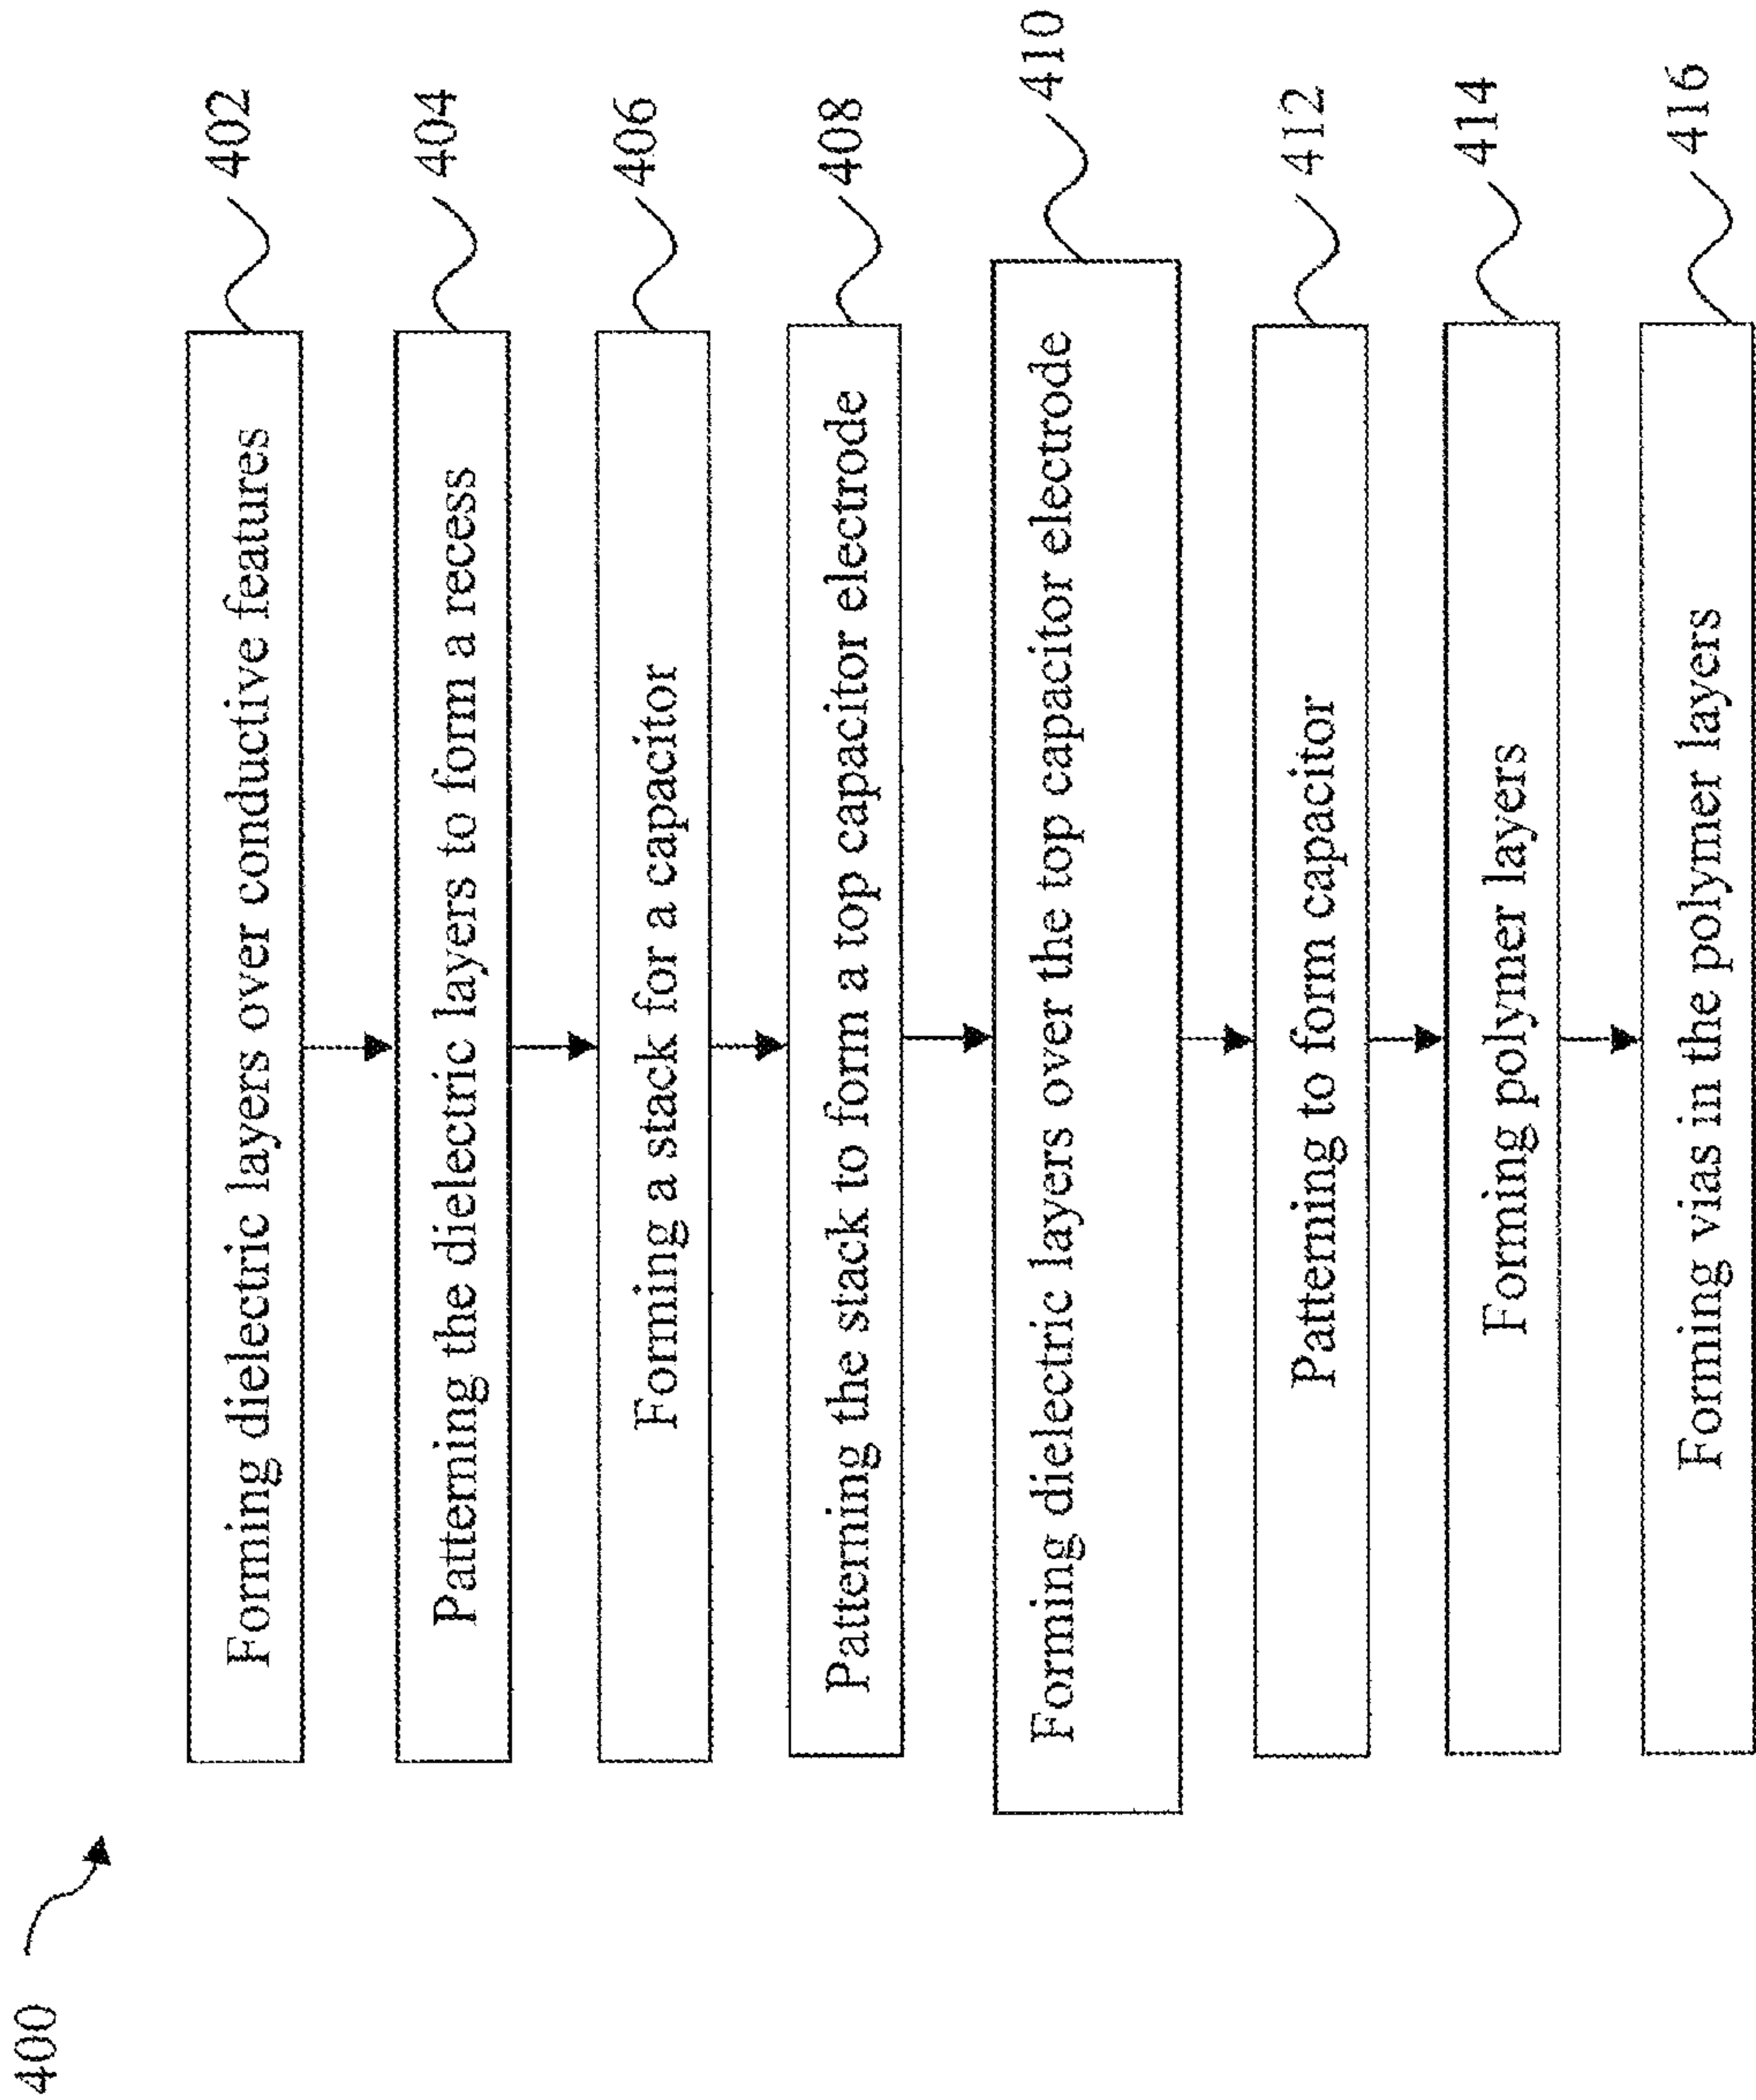 400
Forming dielectric layers over conductive features
402
Patterning the dielectric layers to form a recess
404
Forming a stack for a capacitor
406
Patterning the stack to form a top capacitor electrode
408
Forming dielectric layers over the top capacitor electrode
410
Patterning to form capacitor
412
Forming polymer layers
414
Forming vias in the polymer layers
416